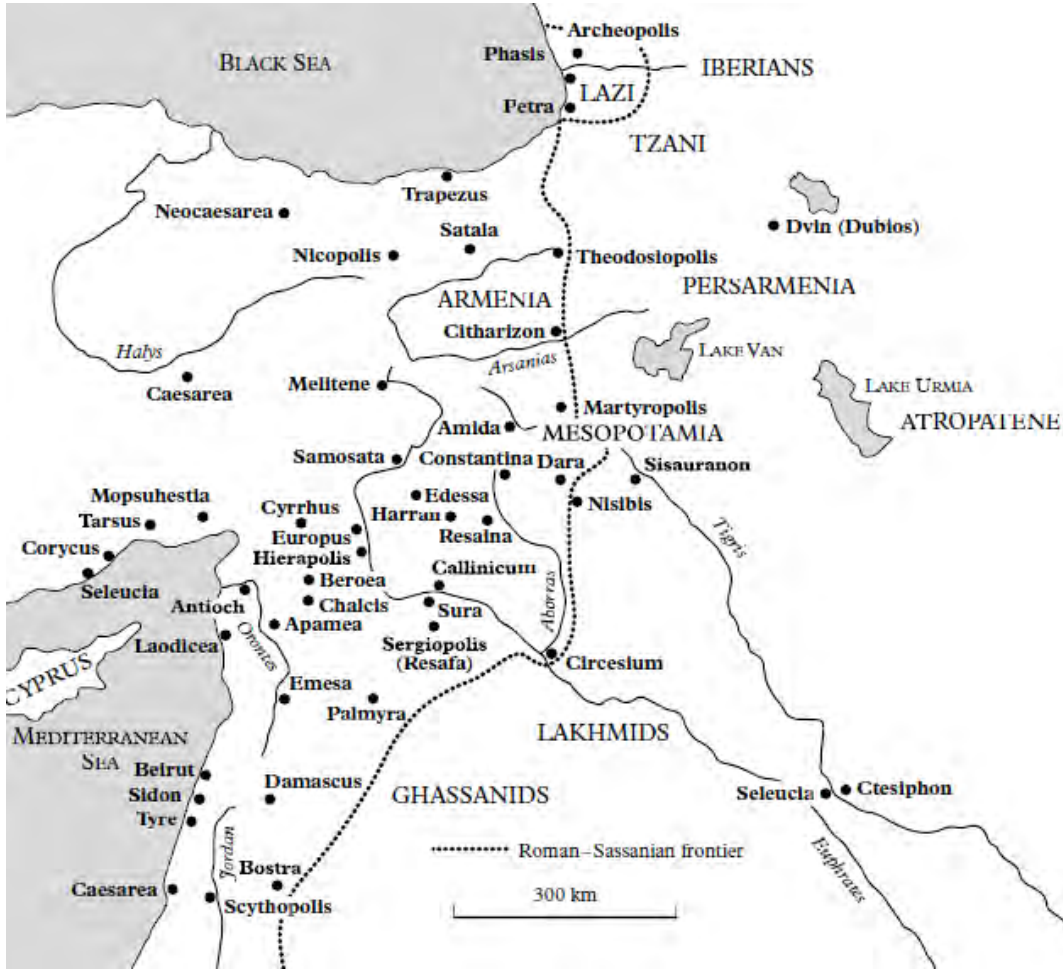 Archeopolis
Phasis
BLACK SEA
IBERIANS
LAZI
Petra
TZANI
Trapezus
Neocaesarea
Dvin (Dubios)
Satala
Nicopolis
Theodosiopolis
PERSARMENIA
ARMENIA
Citharizon
Halys
Arsanias
LAKE VAN
Caesarea
Melitene
LAKE URMIA
Martyropolis
ATROPATENE
Amida
MESOPOTAMIA
Samosata
Constantina
Dara
Sisauranon
Mopsuhestia
Edessa
Nisibis
Tarsus
Cyrrhus
Harran
Europus
Resaina
Tigris
Corycus
Hierapolis
Seleucia
Beroea
Callinicum
Aborras
Antioch
Chalcis
Sura
Apamea
Orontes
Laodicea
Sergiopolis
(Resafa)
Circesium
CYPRUS
Emesa
Palmyra
MEDITERRANEAN
SEA
LAKHMIDS
Beirut
Damascus
Sidon
GHASSANIDS
Seleucia
Ctesiphon
Tyre
Jordan
Roman–Sassanian frontier
Euphrates
Bostra
Caesarea
Scythopolis
300 km